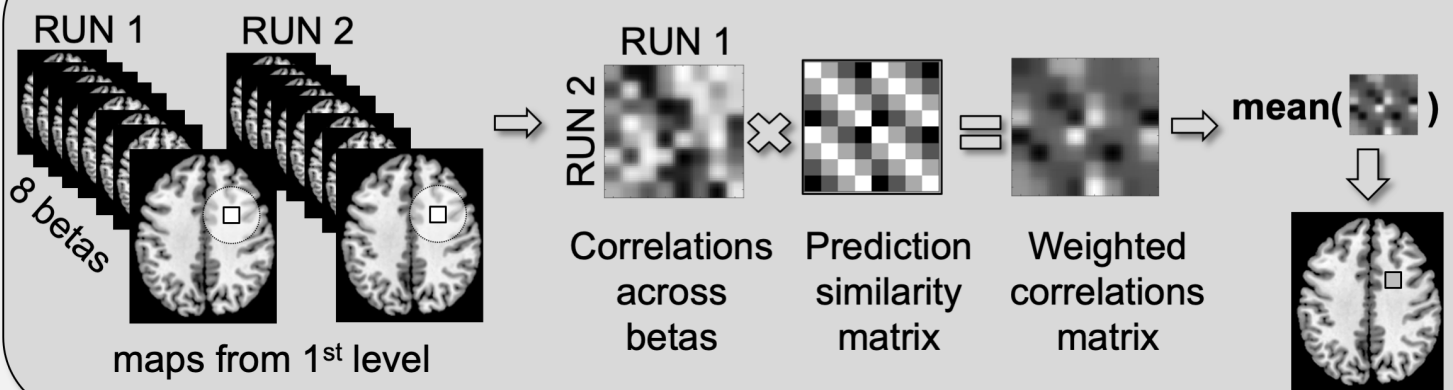 RUN 1
RUN 2
8 betas
maps from 1st level
RUN 1
RUN 2
Correlations
across
betas
Prediction
similarity
matrix
Weighted
correlations
matrix
mean( )